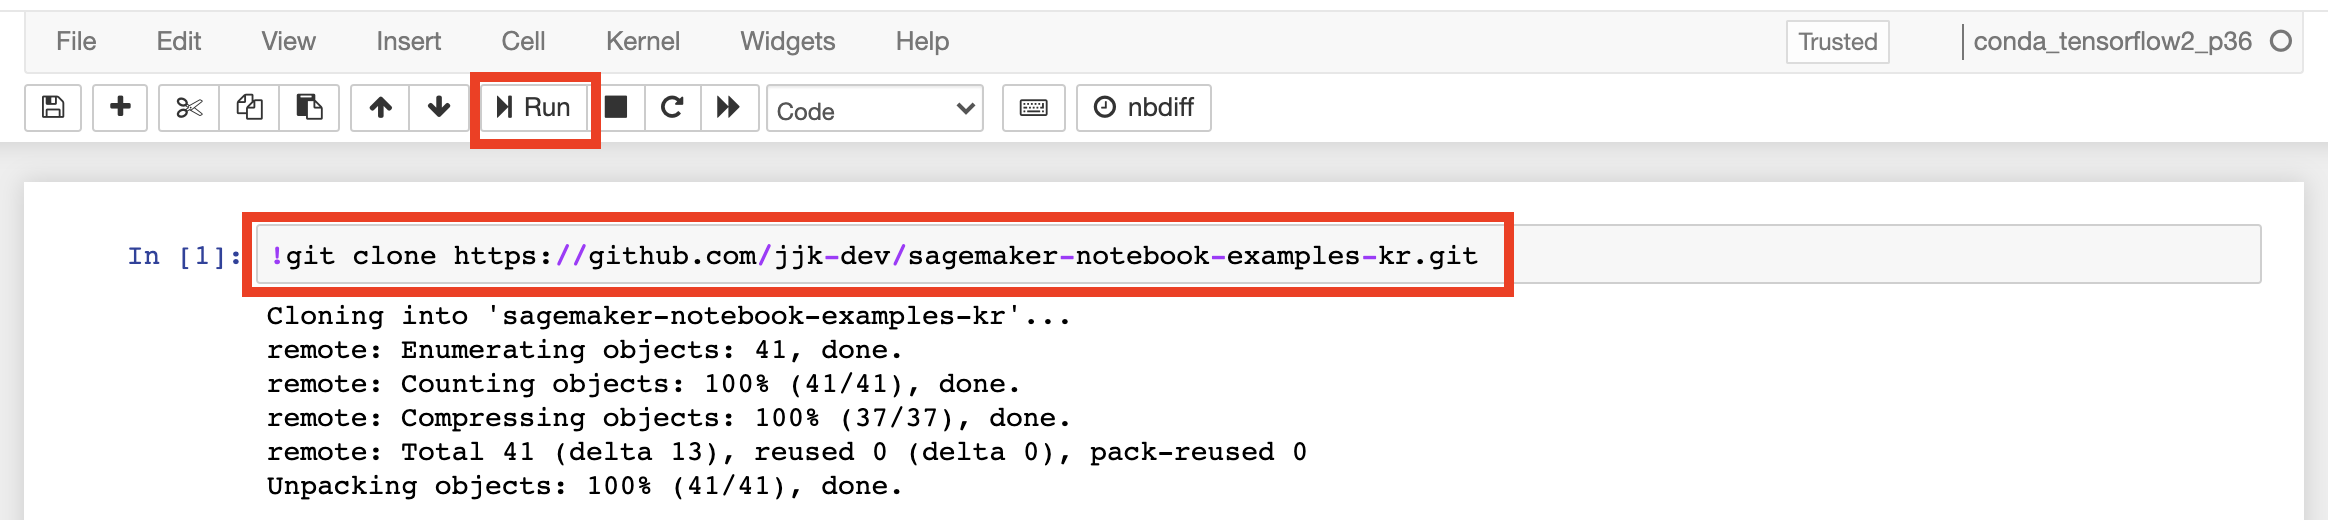 File Edit View Insert Cell Kernel Widgets Help Trusted conda_tensorflow2_p36
Run Code nbdiff
In [1]: !git clone https://github.com/jjk-dev/sagemaker-notebook-examples-kr.git
Cloning into 'sagemaker-notebook-examples-kr'...
remote: Enumerating objects: 41, done.
remote: Counting objects: 100% (41/41), done.
remote: Compressing objects: 100% (37/37), done.
remote: Total 41 (delta 13), reused 0 (delta 0), pack-reused 0
Unpacking objects: 100% (41/41), done.